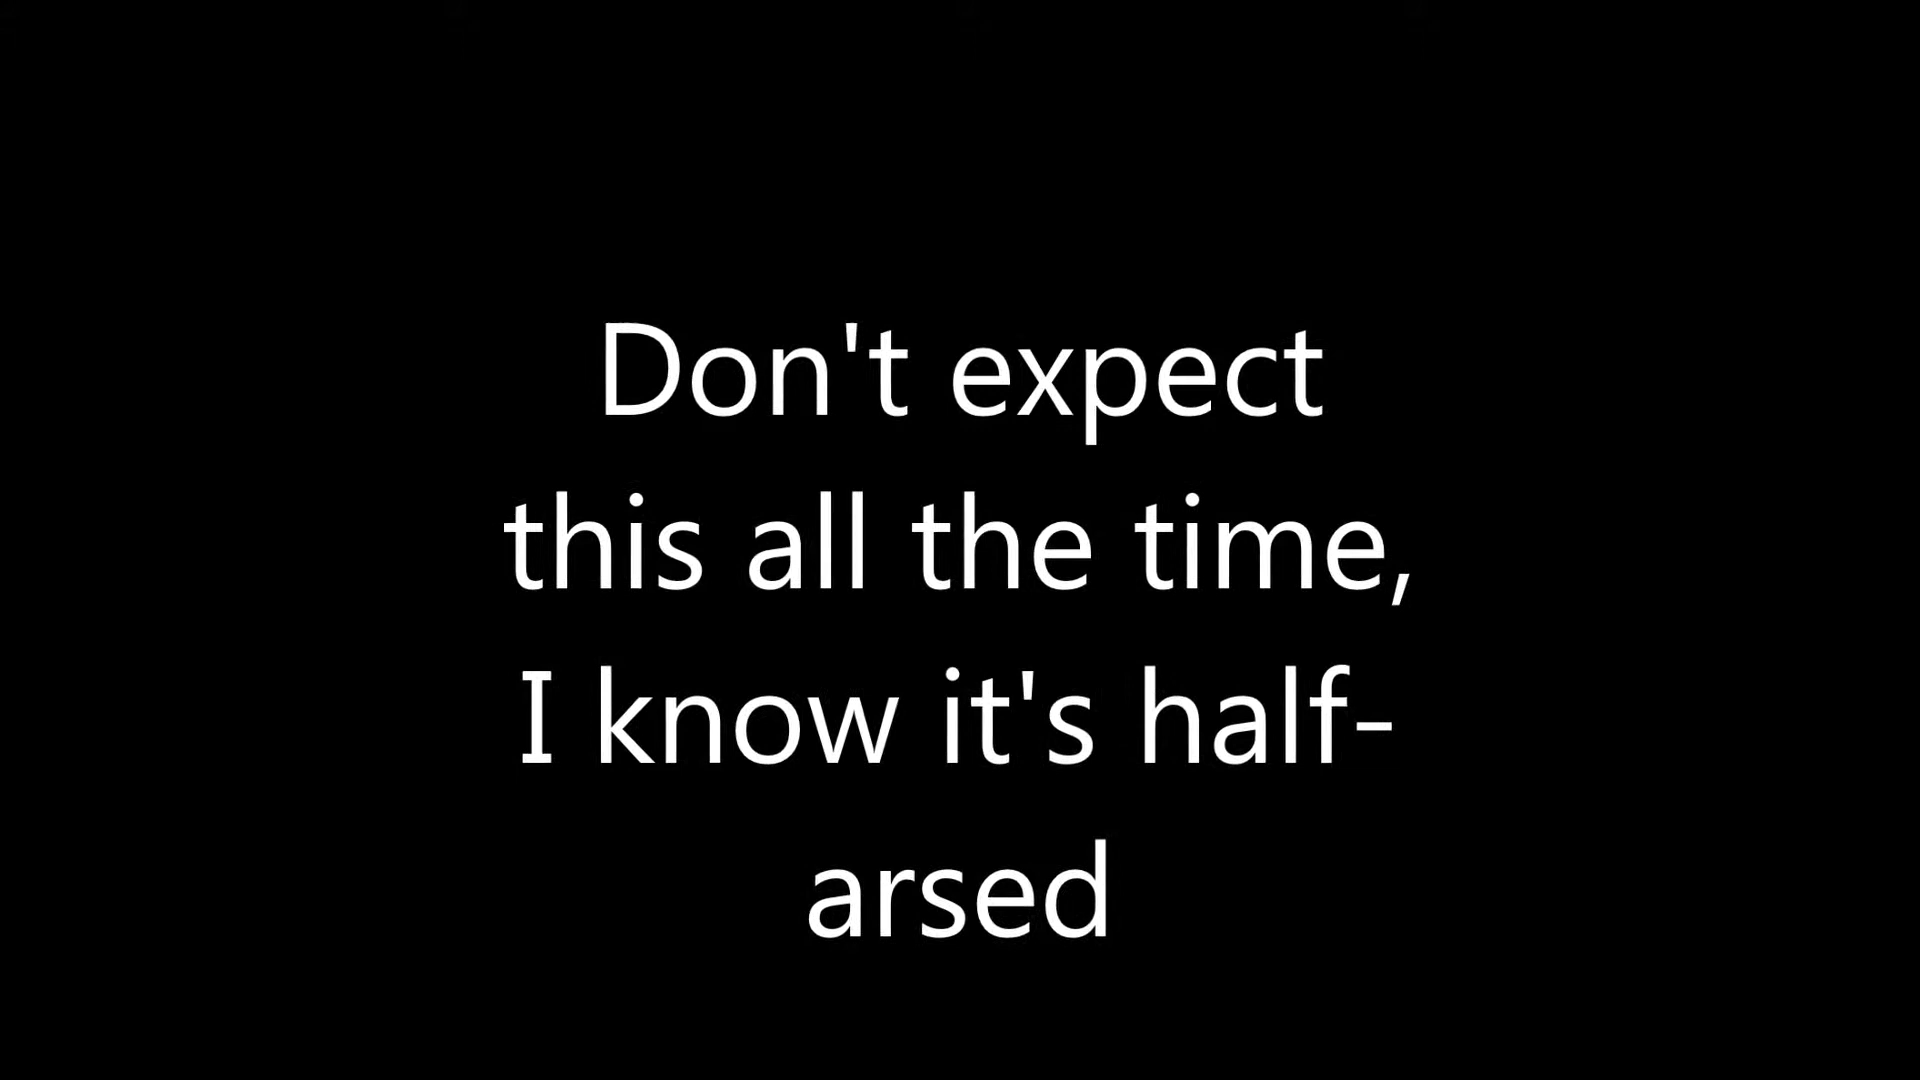 Don't expect
this all the time,
I know it's half-
arsed